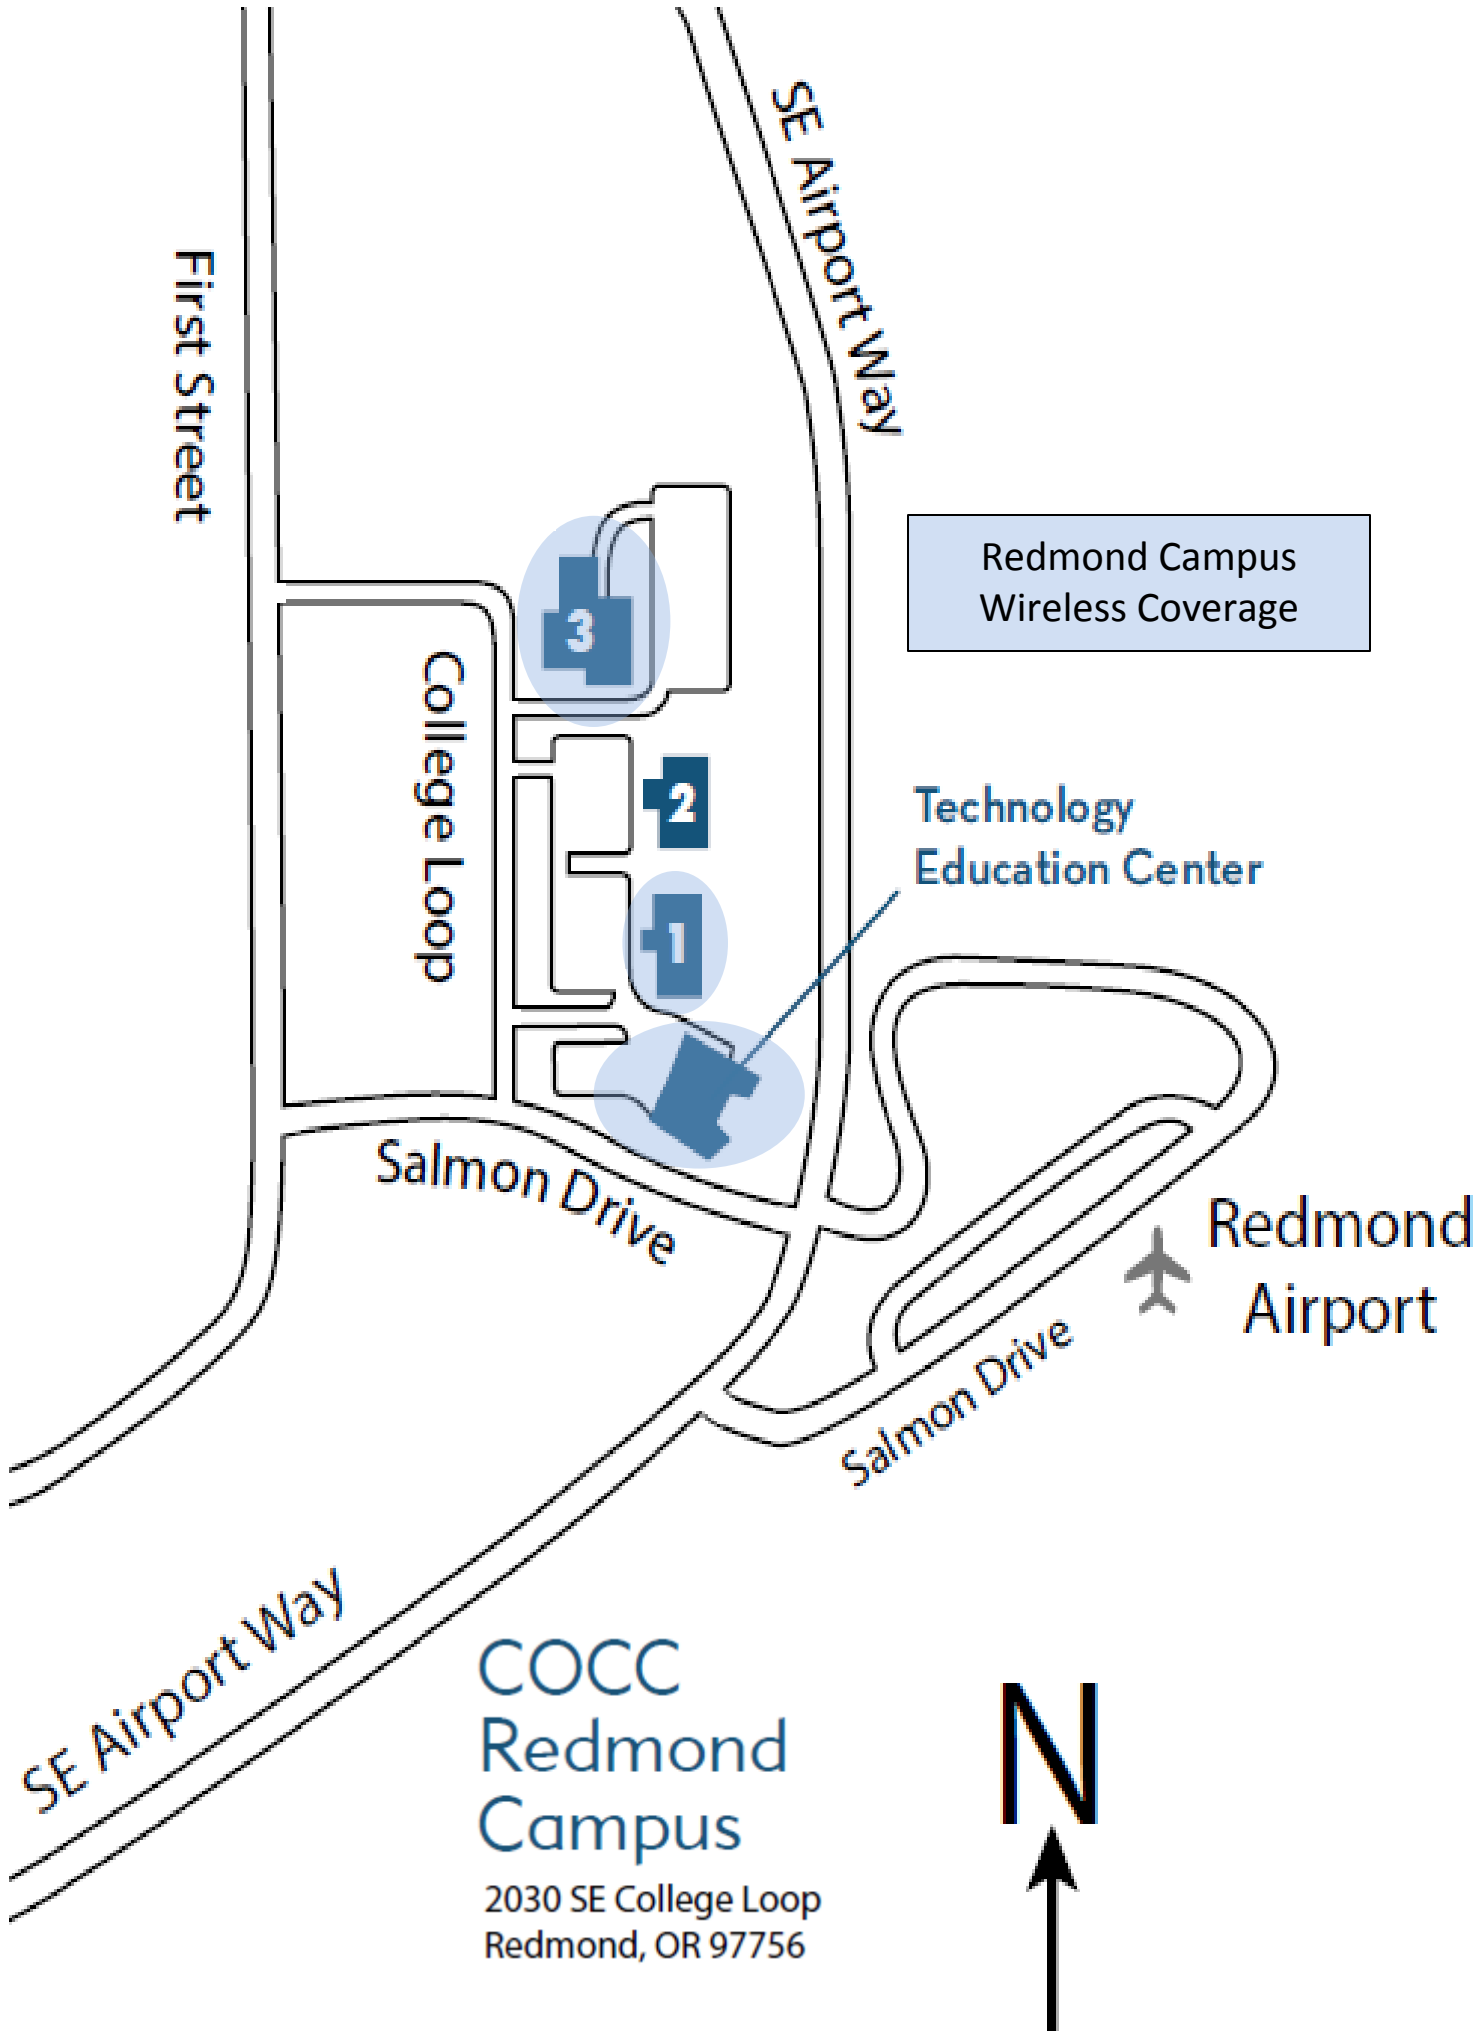 SE Airport Way
First Street
Redmond Campus
Wireless Coverage
3
College Loop
2
Technology
Education Center
1
Salmon Drive
Redmond
Airport
Salmon Drive
SE Airport Way
COCC
Redmond
Campus
2030 SE College Loop
Redmond, OR 97756
N